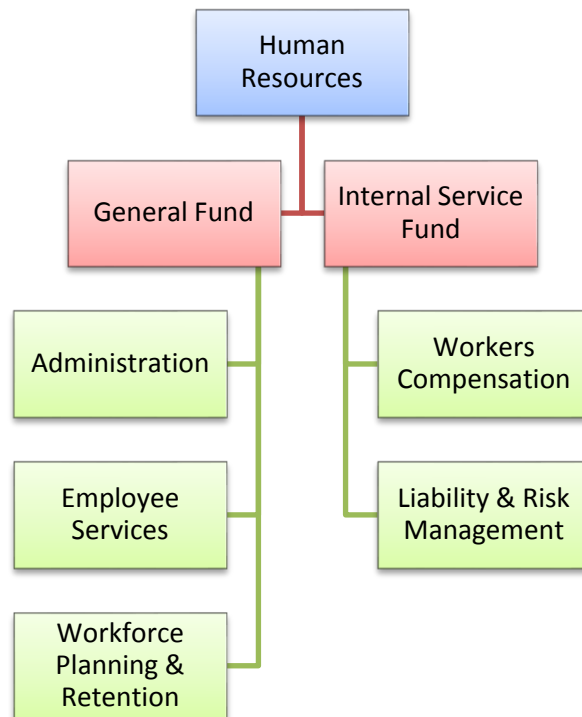 Human
Resources
General Fund
Internal Service
Fund
Administration
Workers
Compensation
Employee
Services
Liability & Risk
Management
Workforce
Planning &
Retention